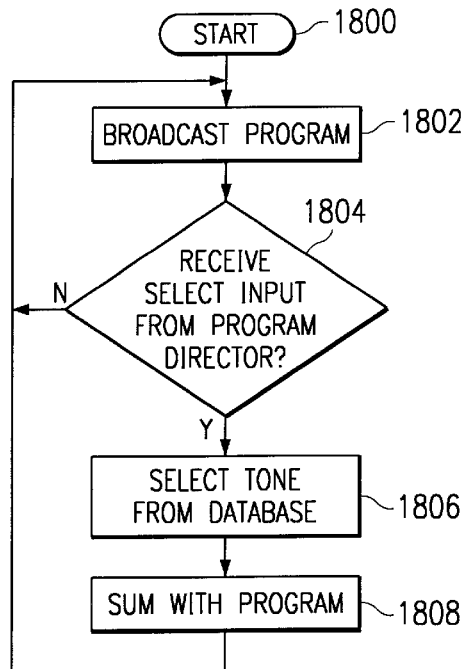 START
1800
BROADCAST PROGRAM
1802
1804
RECEIVE
SELECT INPUT
FROM PROGRAM
DIRECTOR?
N
Y
SELECT TONE
FROM DATABASE
1806
SUM WITH PROGRAM
1808